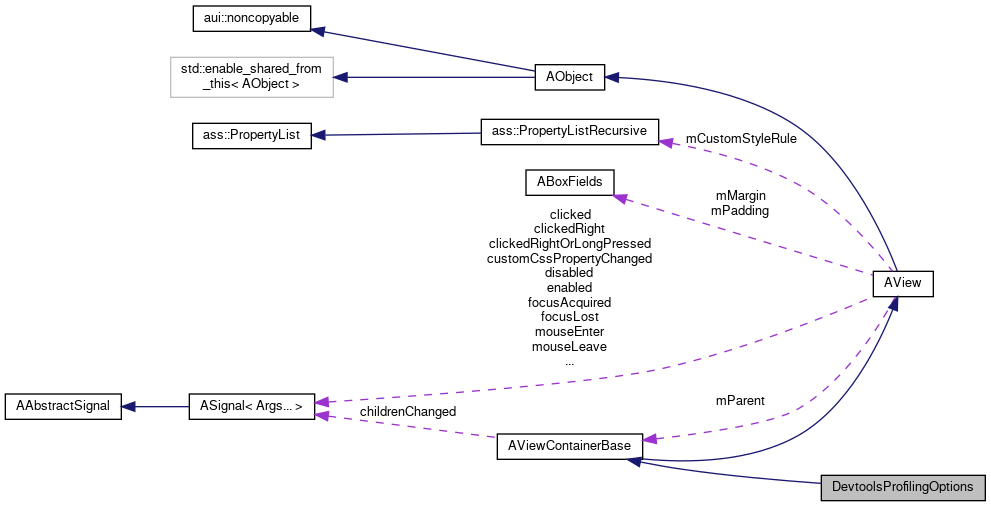 aui::noncopyable
std::enable_shared_from
_this< AObject >
AObject
ass::PropertyList
ass::PropertyListRecursive
mCustomStyleRule
ABoxFields
mMargin
mPadding
clicked
clickedRight
clickedRightOrLongPressed
customCssPropertyChanged
disabled
enabled
focusAcquired
focusLost
mouseEnter
mouseLeave
...
AView
AAbstractSignal
ASignal< Args... >
childrenChanged
mParent
AViewContainerBase
DevtoolsProfilingOptions